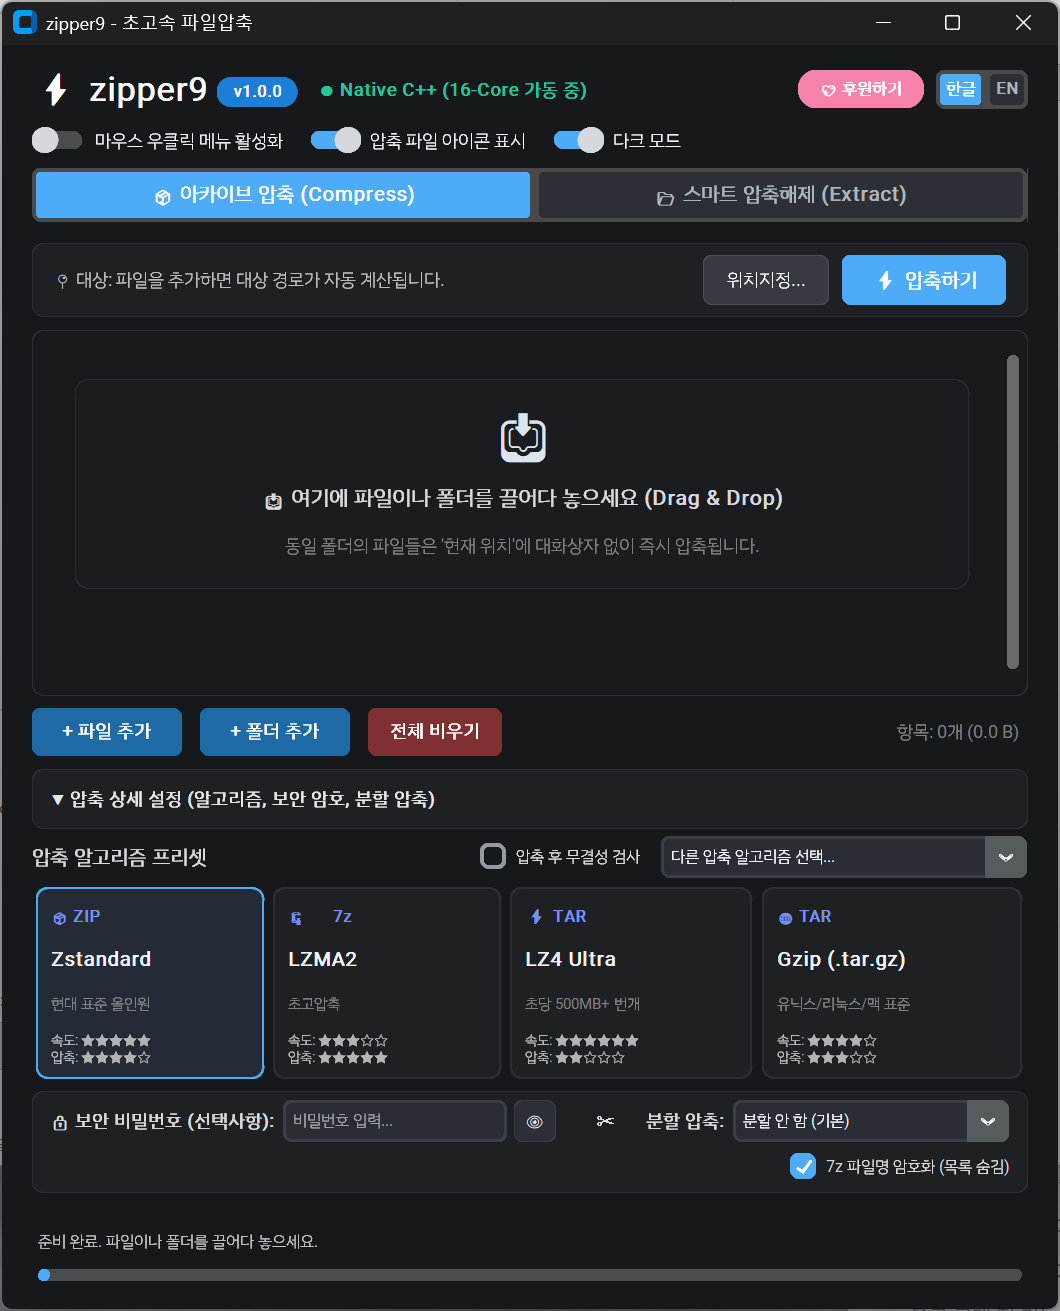 zipper9 - 초고속 파일압축
zipper9 v1.0.0 ● Native C++ (16-Core 가동 중) 후원하기 한글 EN
마우스 우클릭 메뉴 활성화 압축 파일 아이콘 표시 다크 모드
아카이브 압축 (Compress) 스마트 압축해제 (Extract)
대상: 파일을 추가하면 대상 경로가 자동 계산됩니다. 위치지정... 압축하기
여기에 파일이나 폴더를 끌어다 놓으세요 (Drag & Drop)
동일 폴더의 파일들은 '현재 위치'에 대화상자 없이 즉시 압축됩니다.
+ 파일 추가 + 폴더 추가 전체 비우기 항목: 0개 (0.0 B)
▼ 압축 상세 설정 (알고리즘, 보안 암호, 분할 압축)
압축 알고리즘 프리셋 압축 후 무결성 검사 다른 압축 알고리즘 선택...
ZIP 7z TAR TAR
Zstandard LZMA2 LZ4 Ultra Gzip (.tar.gz)
현대 표준 올인원 초고압축 초당 500MB+ 번개 유닉스/리눅스/맥 표준
속도: ★★★★★ 속도: ★★★☆☆ 속도: ★★★★★★ 속도: ★★★★☆
압축: ★★★★☆ 압축: ★★★★★ 압축: ★★☆☆☆ 압축: ★★★☆☆
보안 비밀번호 (선택사항): 비밀번호 입력... 분할 압축: 분할 안 함 (기본)
7z 파일명 암호화 (목록 숨김)
준비 완료. 파일이나 폴더를 끌어다 놓으세요.